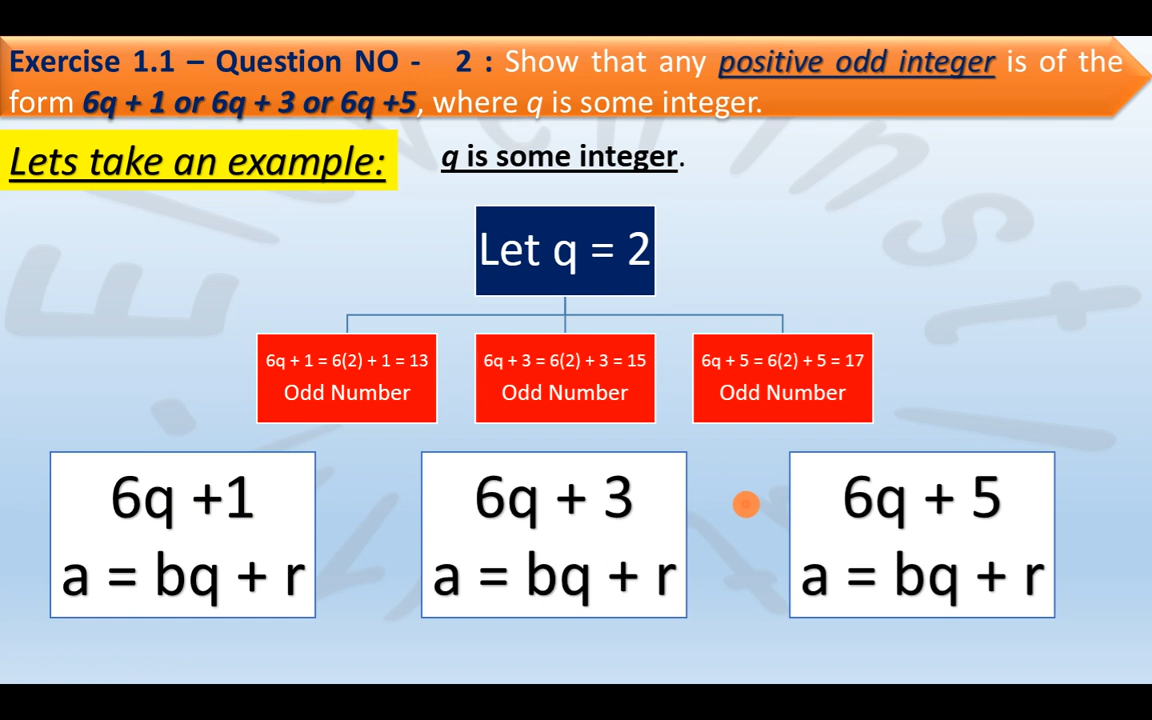 Exercise 1.1 – Question NO - 2 : Show that any positive odd integer is of the
form 6q + 1 or 6q + 3 or 6q +5, where q is some integer.
Lets take an example:
q is some integer.
Let q = 2
6q + 1 = 6(2) + 1 = 13
Odd Number
6q + 3 = 6(2) + 3 = 15
Odd Number
6q + 5 = 6(2) + 5 = 17
Odd Number
6q +1
a = bq + r
6q + 3
a = bq + r
6q + 5
a = bq + r